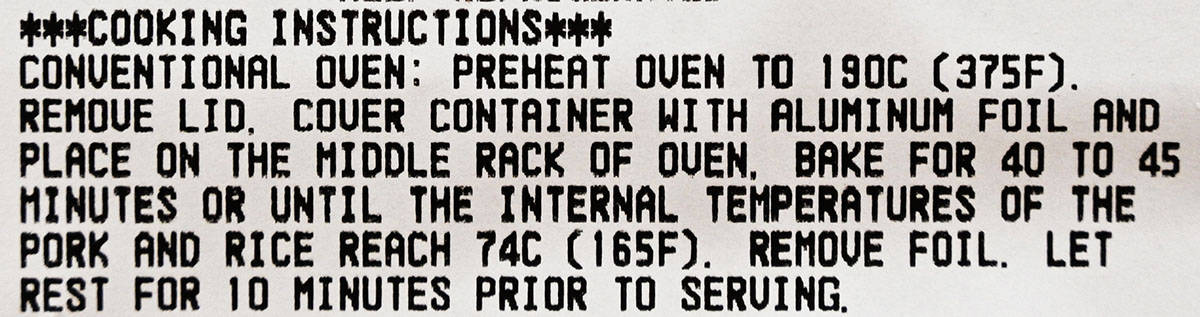 ***COOKING INSTRUCTIONS***
CONVENTIONAL OVEN: PREHEAT OVEN TO 190C (375F).
REMOVE LID. COVER CONTAINER WITH ALUMINUM FOIL AND
PLACE ON THE MIDDLE RACK OF OVEN. BAKE FOR 40 TO 45
MINUTES OR UNTIL THE INTERNAL TEMPERATURES OF THE
PORK AND RICE REACH 74C (165F). REMOVE FOIL. LET
REST FOR 10 MINUTES PRIOR TO SERVING.